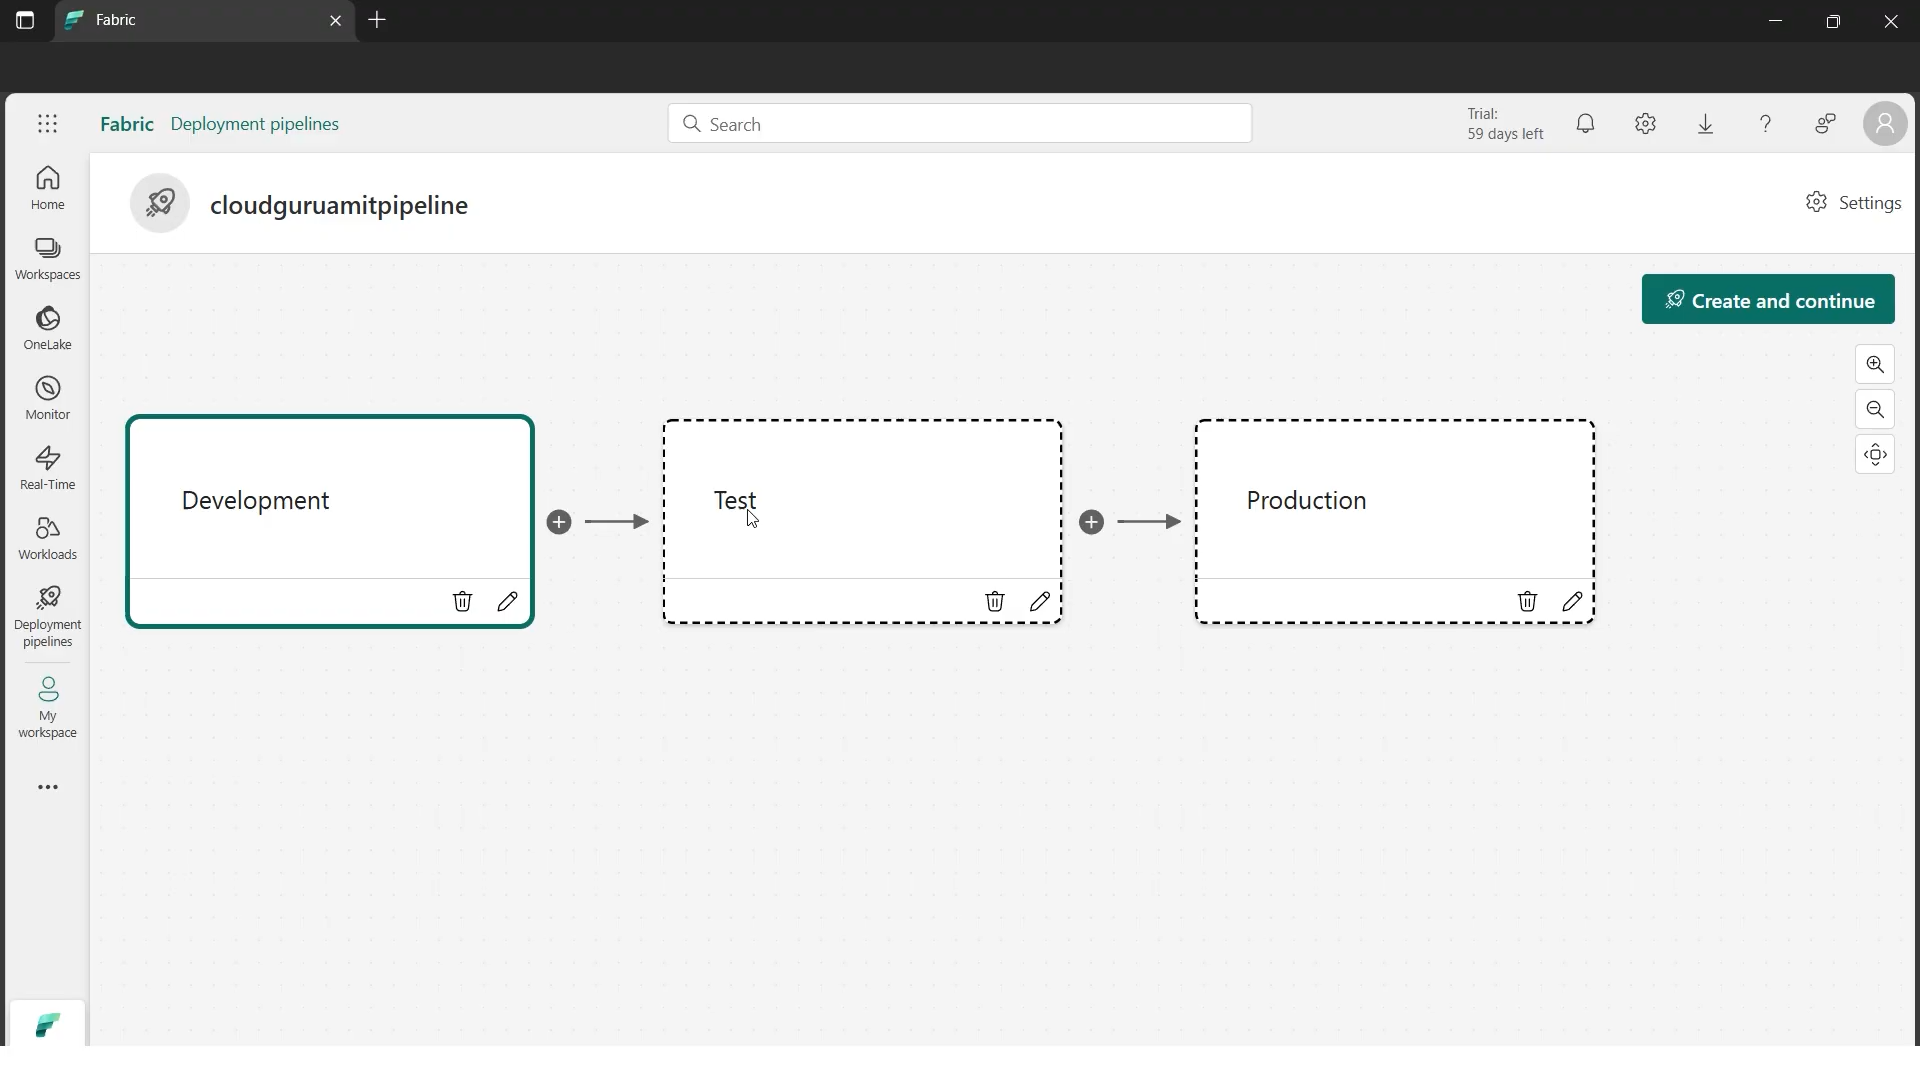 Fabric
Fabric Deployment pipelines
Search
Trial:
59 days left
Home
Workspaces
OneLake
Monitor
Real-Time
Workloads
Deployment
pipelines
My
workspace
cloudguruamitpipeline
Settings
Create and continue
Development
Test
Production